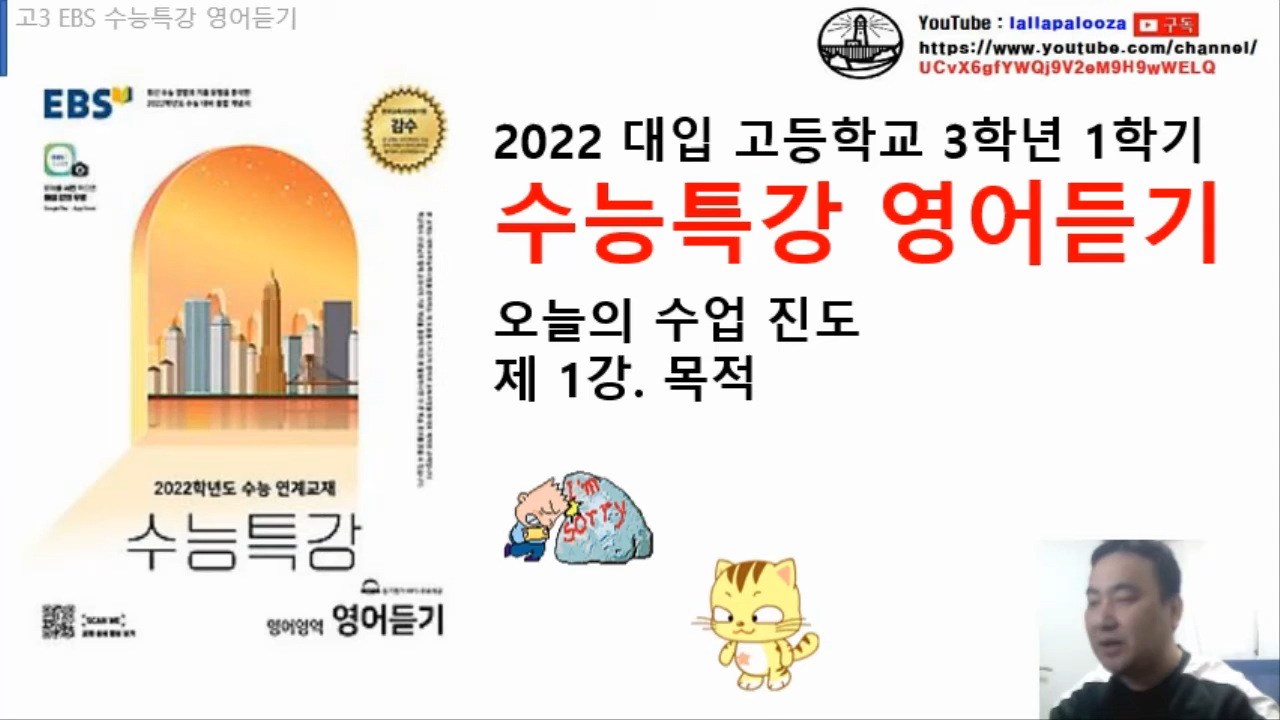 고3 EBS 수능특강 영어듣기
YouTube : lallapalooza 구독
https://www.youtube.com/channel/
UCvX6gfYWQj9V2eM9H9wWELQ
EBS
감수
2022 대입 고등학교 3학년 1학기
수능특강 영어듣기
오늘의 수업 진도
제 1강. 목적
I'm
sorry
2022학년도 수능 연계교재
수능특강
SCAN ME
영어영역 영어듣기